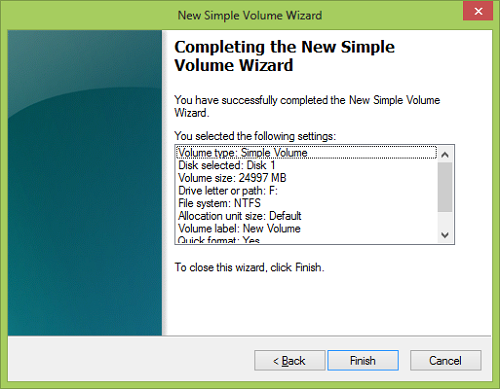 New Simple Volume Wizard
Completing the New Simple
Volume Wizard
You have successfully completed the New Simple Volume
Wizard.
You selected the following settings:
Volume type: Simple Volume
Disk selected: Disk 1
Volume size: 24997 MB
Drive letter or path: F:
File system: NTFS
Allocation unit size: Default
Volume label: New Volume
Quick format: Yes
To close this wizard, click Finish.
< Back
Finish
Cancel